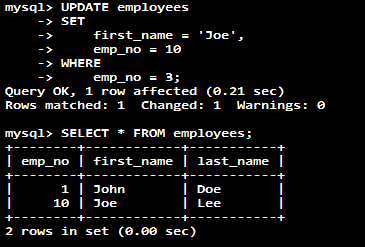 mysql> UPDATE employees
    -> SET
    ->     first_name = 'Joe',
    ->     emp_no = 10
    -> WHERE
    ->     emp_no = 3;
Query OK, 1 row affected (0.21 sec)
Rows matched: 1  Changed: 1  Warnings: 0

mysql> SELECT * FROM employees;
+--------+------------+-----------+
| emp_no | first_name | last_name |
+--------+------------+-----------+
|      1 | John       | Doe       |
|     10 | Joe        | Lee       |
+--------+------------+-----------+
2 rows in set (0.00 sec)